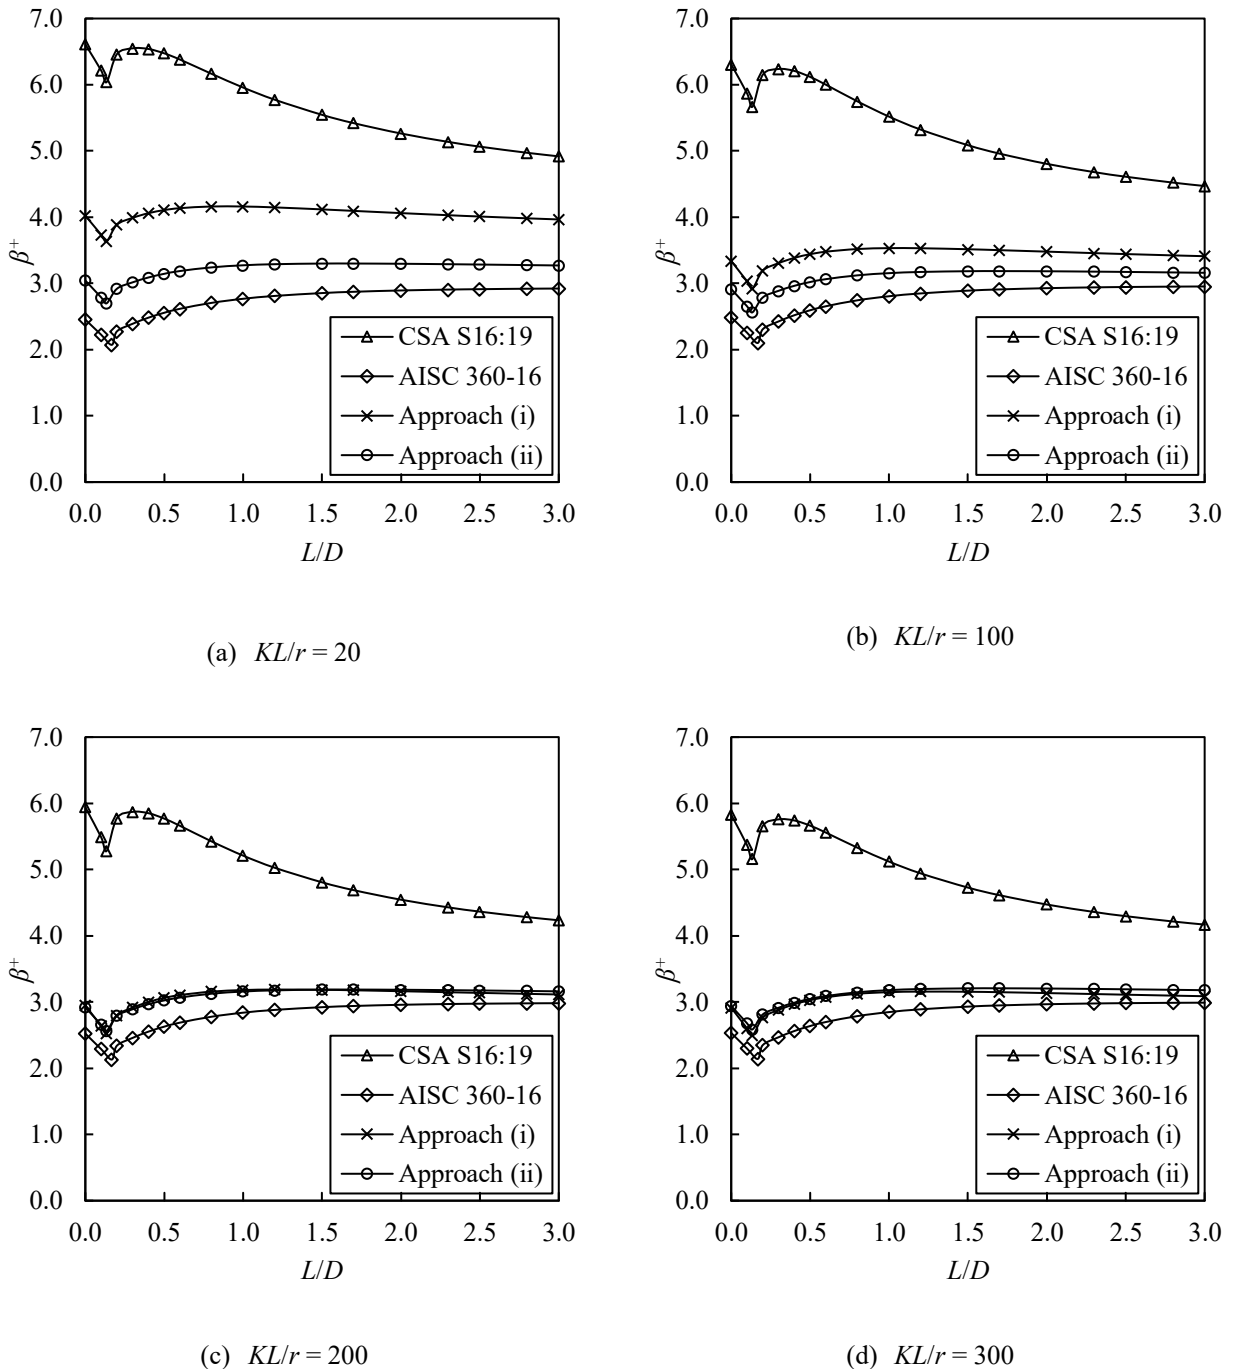 7.0
6.0
5.0
4.0
3.0
2.0
1.0
0.0
β+
CSA S16:19
AISC 360-16
Approach (i)
Approach (ii)
0.0 0.5 1.0 1.5 2.0 2.5 3.0
L/D
(a) KL/r = 20
7.0
6.0
5.0
4.0
3.0
2.0
1.0
0.0
β+
CSA S16:19
AISC 360-16
Approach (i)
Approach (ii)
0.0 0.5 1.0 1.5 2.0 2.5 3.0
L/D
(b) KL/r = 100
7.0
6.0
5.0
4.0
3.0
2.0
1.0
0.0
β+
CSA S16:19
AISC 360-16
Approach (i)
Approach (ii)
0.0 0.5 1.0 1.5 2.0 2.5 3.0
L/D
(c) KL/r = 200
7.0
6.0
5.0
4.0
3.0
2.0
1.0
0.0
β+
CSA S16:19
AISC 360-16
Approach (i)
Approach (ii)
0.0 0.5 1.0 1.5 2.0 2.5 3.0
L/D
(d) KL/r = 300